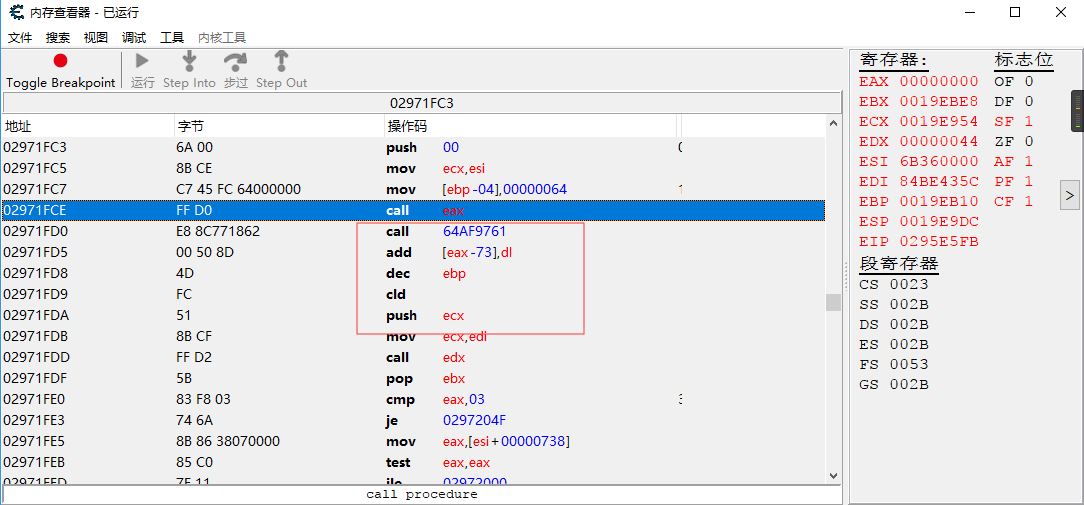 内存查看器 - 已运行
文件 搜索 视图 调试 工具 内核工具
Toggle Breakpoint 运行 Step Into 步过 Step Out
02971FC3
地址 字节 操作码
02971FC3 6A 00 push 00
02971FC5 8B CE mov ecx,esi
02971FC7 C7 45 FC 64000000 mov [ebp-04],00000064
02971FCE FF D0 call eax
02971FD0 E8 8C771862 call 64AF9761
02971FD5 00 50 8D add [eax-73],dl
02971FD8 4D dec ebp
02971FD9 FC cld
02971FDA 51 push ecx
02971FDB 8B CF mov ecx,edi
02971FDD FF D2 call edx
02971FDF 5B pop ebx
02971FE0 83 F8 03 cmp eax,03
02971FE3 74 6A je 0297204F
02971FE5 8B 86 38070000 mov eax,[esi+00000738]
02971FEB 85 C0 test eax,eax
02971FED 7E 11 jle 02972000
call procedure
寄存器: 标志位
EAX 00000000 OF 0
EBX 0019EBE8 DF 0
ECX 0019E954 SF 1
EDX 00000044 ZF 0
ESI 6B360000 AF 1
EDI 84BE435C PF 1
EBP 0019EB10 CF 1
ESP 0019E9DC
EIP 0295E5FB
段寄存器
CS 0023
SS 002B
DS 002B
ES 002B
FS 0053
GS 002B